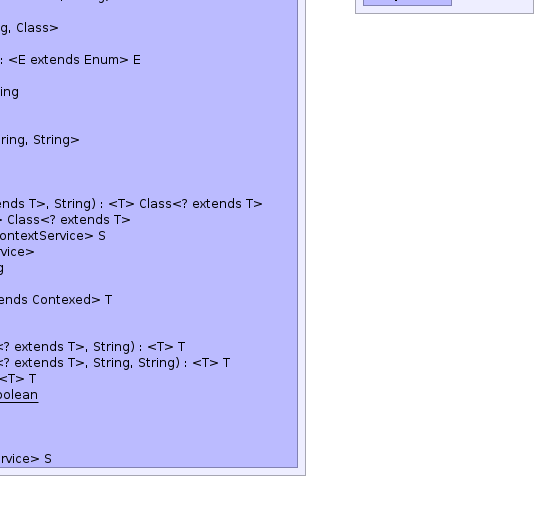 g, Class>
: <E extends Enum> E
ing
ring, String>
ends T>, String) : <T> Class<? extends T>
> Class<? extends T>
ontextService> S
vice>
g
ends Contexed> T
<? extends T>, String) : <T> T
<? extends T>, String, String) : <T> T
<T> T
oolean
rvice> S